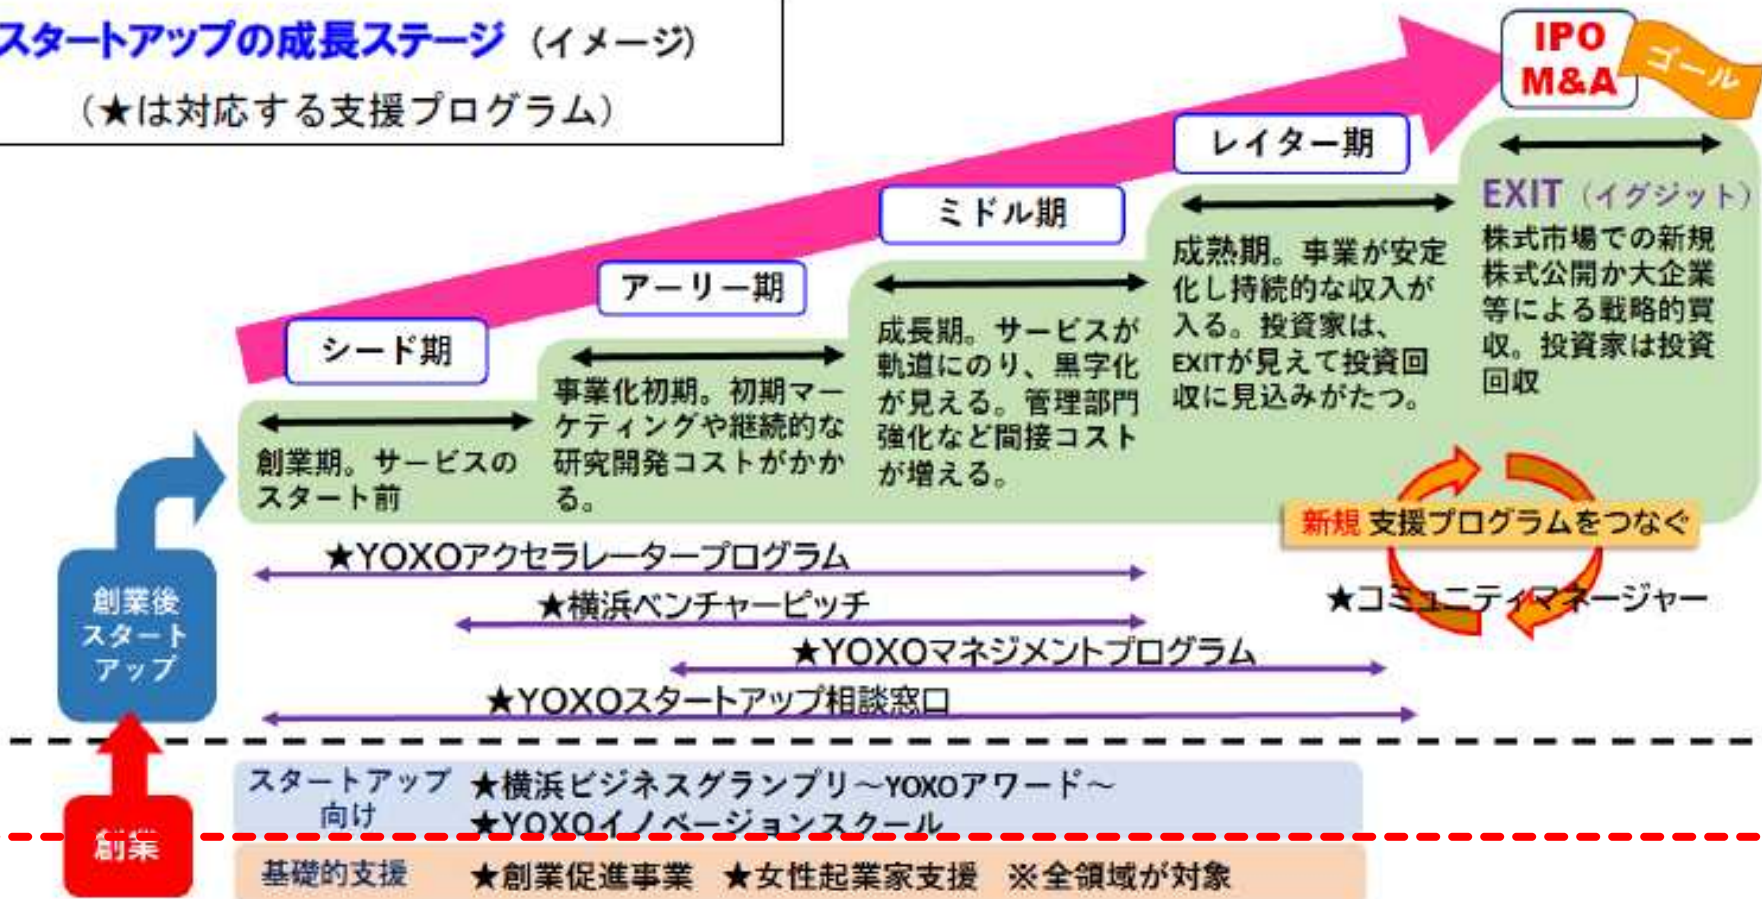 スタートアップの成長ステージ（イメージ）
（★は対応する支援プログラム）
IPO
M&A
ゴール
レイター期
ミドル期
アーリー期
シード期
創業期。サービスの
スタート前
事業化初期。初期マー
ケティングや継続的な
研究開発コストがかか
る。
成長期。サービスが
軌道にのり、黒字化
が見える。管理部門
強化など間接コスト
が増える。
成熟期。事業が安定
化し持続的な収入が
入る。投資家は、
EXITが見えて投資回
収に見込みがたつ。
EXIT（イグジット）
株式市場での新規
株式公開か大企業
等による戦略的買
収。投資家は投資
回収
新規 支援プログラムをつなぐ
★コミュニティマネージャー
★YOXOアクセラレータープログラム
★横浜ベンチャーピッチ
★YOXOマネジメントプログラム
★YOXOスタートアップ相談窓口
創業後
スタート
アップ
創業
スタートアップ
向け
★横浜ビジネスグランプリ～YOXOアワード～
★YOXOイノベーションスクール
基礎的支援
★創業促進事業 ★女性起業家支援 ※全領域が対象